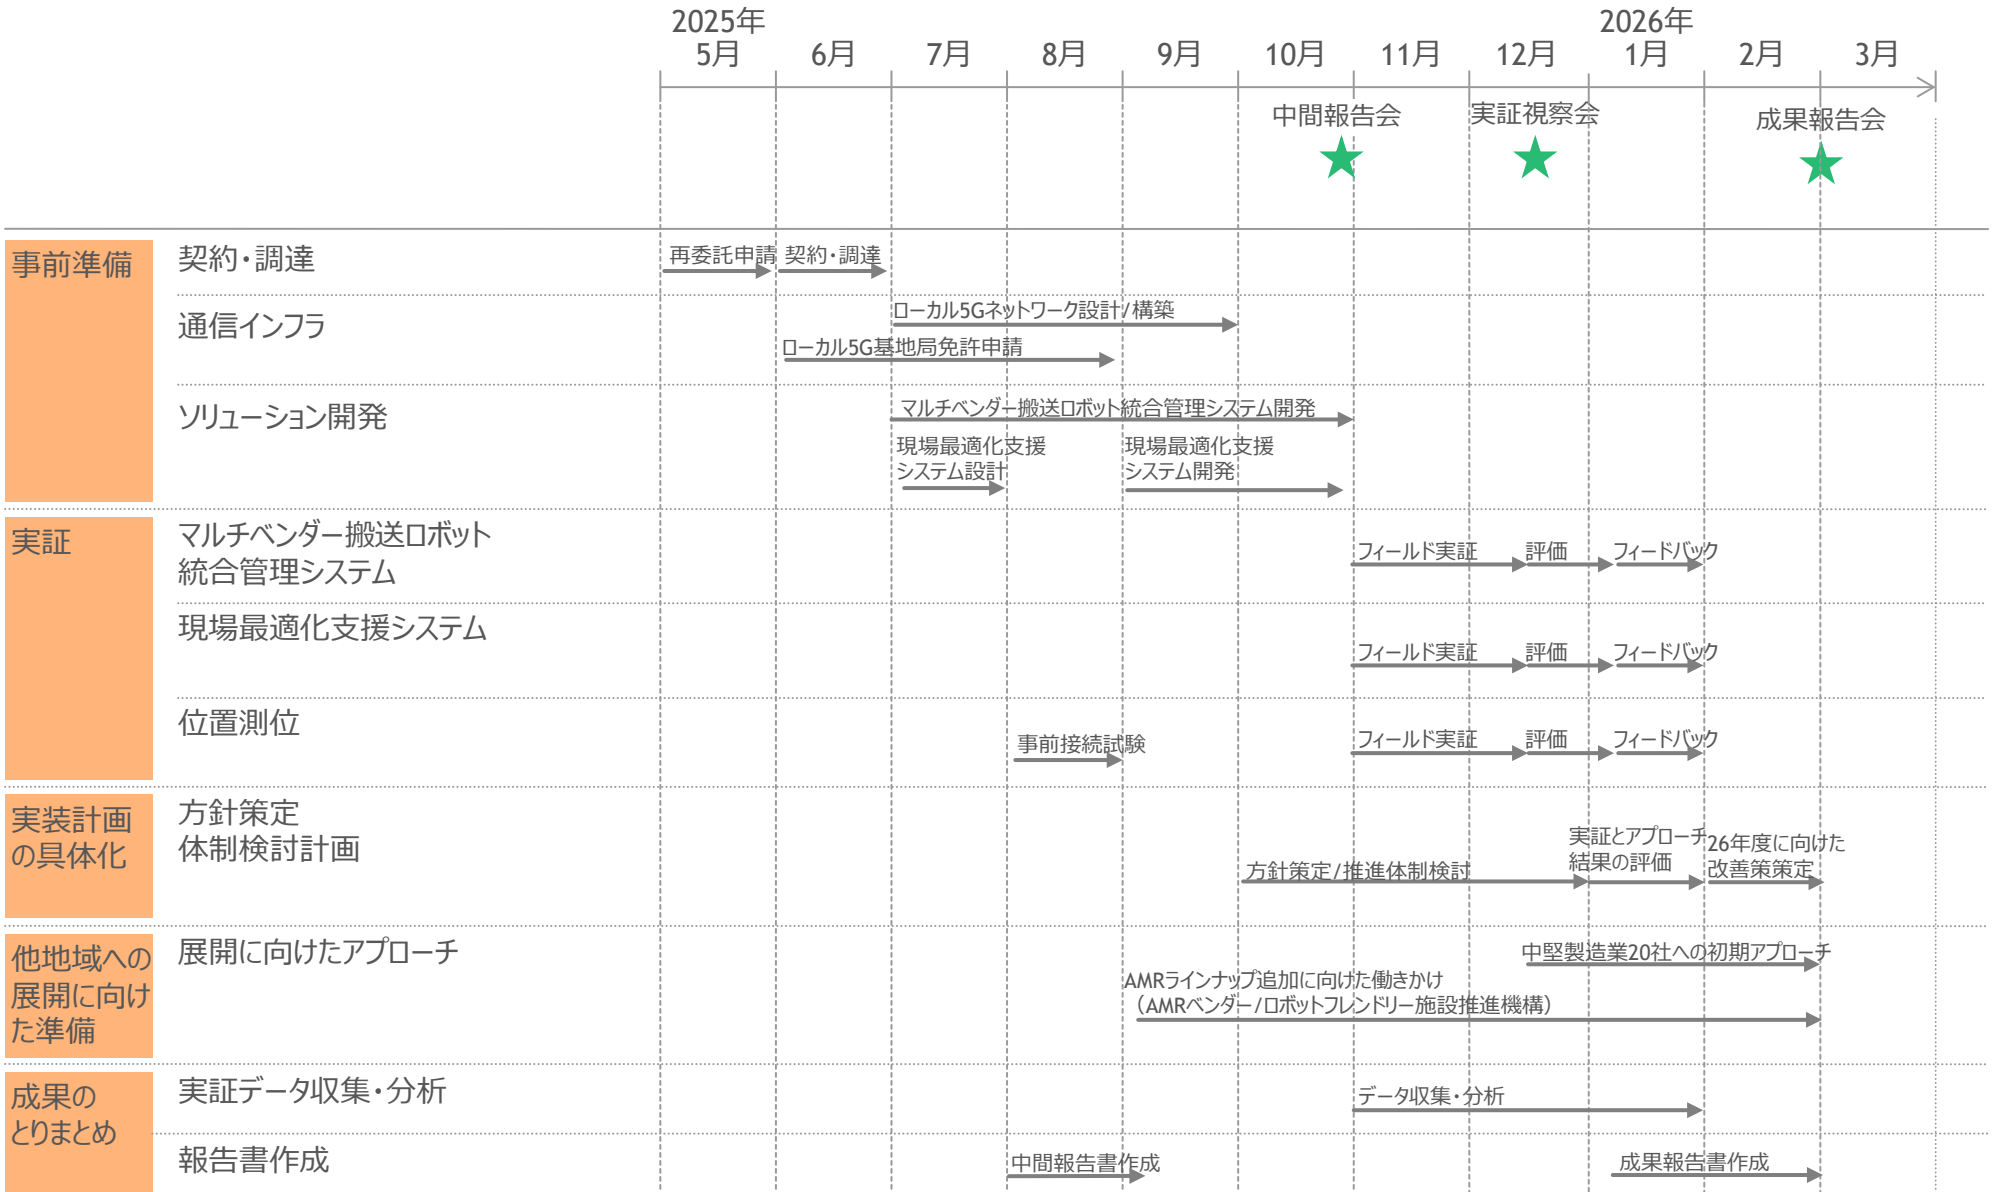 2025年
2026年
5月
6月
7月
8月
9月
10月
11月
12月
1月
2月
3月
中間報告会
実証視察会
成果報告会
事前準備
契約・調達
再委託申請
契約・調達
通信インフラ
ローカル5Gネットワーク設計/構築
ローカル5G基地局免許申請
ソリューション開発
マルチベンダー搬送ロボット統合管理システム開発
現場最適化支援
システム設計
現場最適化支援
システム開発
実証
マルチベンダー搬送ロボット
統合管理システム
フィールド実証
評価
フィードバック
現場最適化支援システム
フィールド実証
評価
フィードバック
位置測位
事前接続試験
フィールド実証
評価
フィードバック
実装計画
の具体化
方針策定
体制検討計画
方針策定/推進体制検討
実証とアプローチ
結果の評価
26年度に向けた
改善策策定
他地域への
展開に向け
た準備
展開に向けたアプローチ
中堅製造業20社への初期アプローチ
AMRラインナップ追加に向けた働きかけ
（AMRベンダー/ロボットフレンドリー施設推進機構）
成果の
とりまとめ
実証データ収集・分析
データ収集・分析
報告書作成
中間報告書作成
成果報告書作成